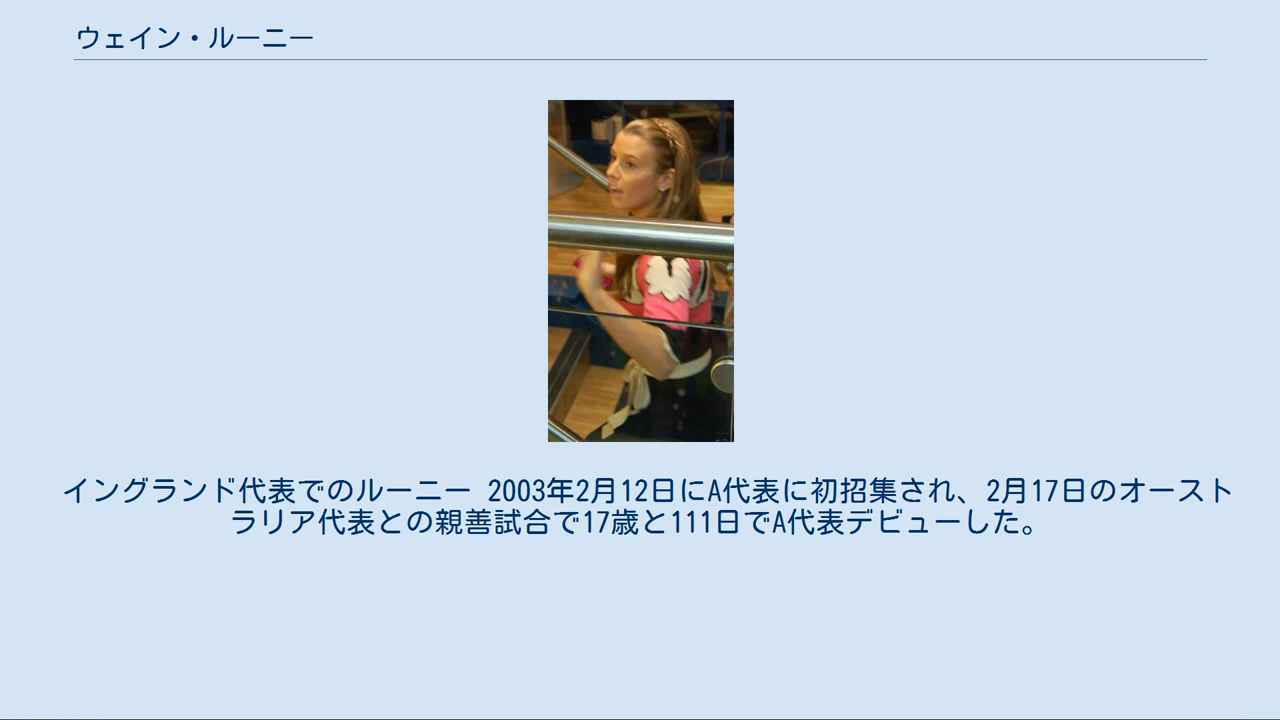 ウェイン・ルーニー
イングランド代表でのルーニー 2003年2月12日にA代表に初招集され、2月17日のオースト
ラリア代表との親善試合で17歳と111日でA代表デビューした。